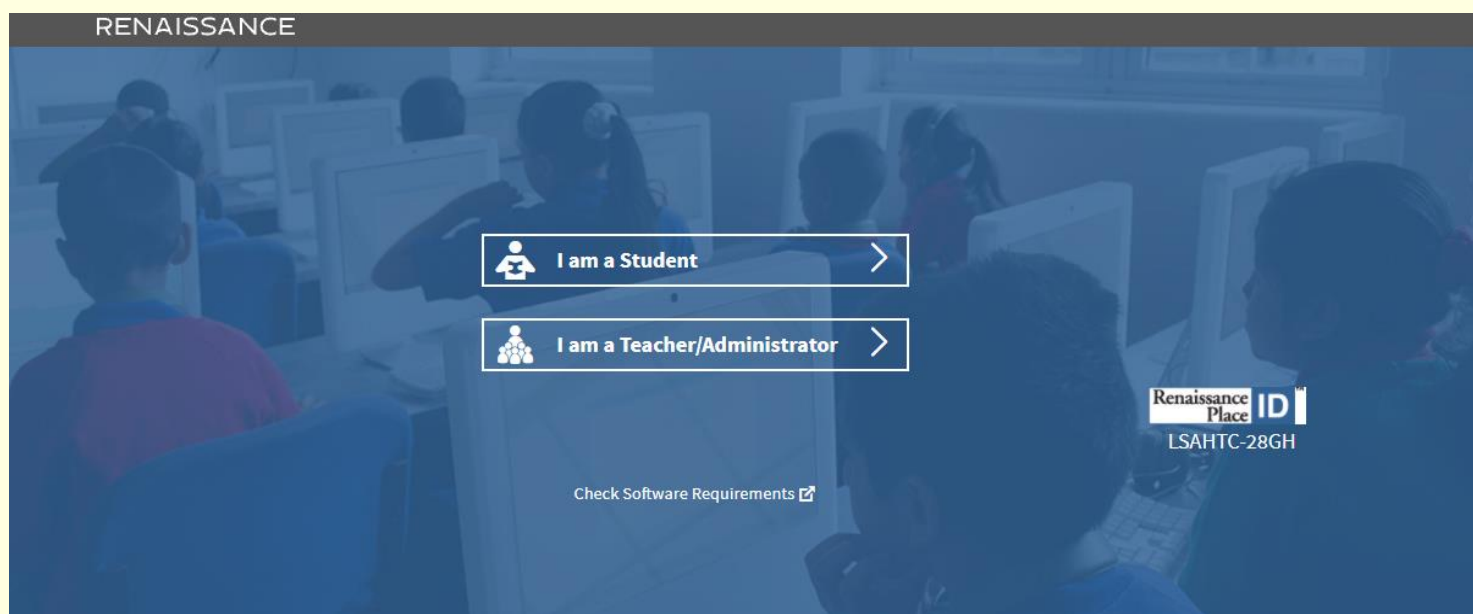 RENAISSANCE
I am a Student
I am a Teacher/Administrator
Renaissance
Place ID
LSAHTC-28GH
Check Software Requirements